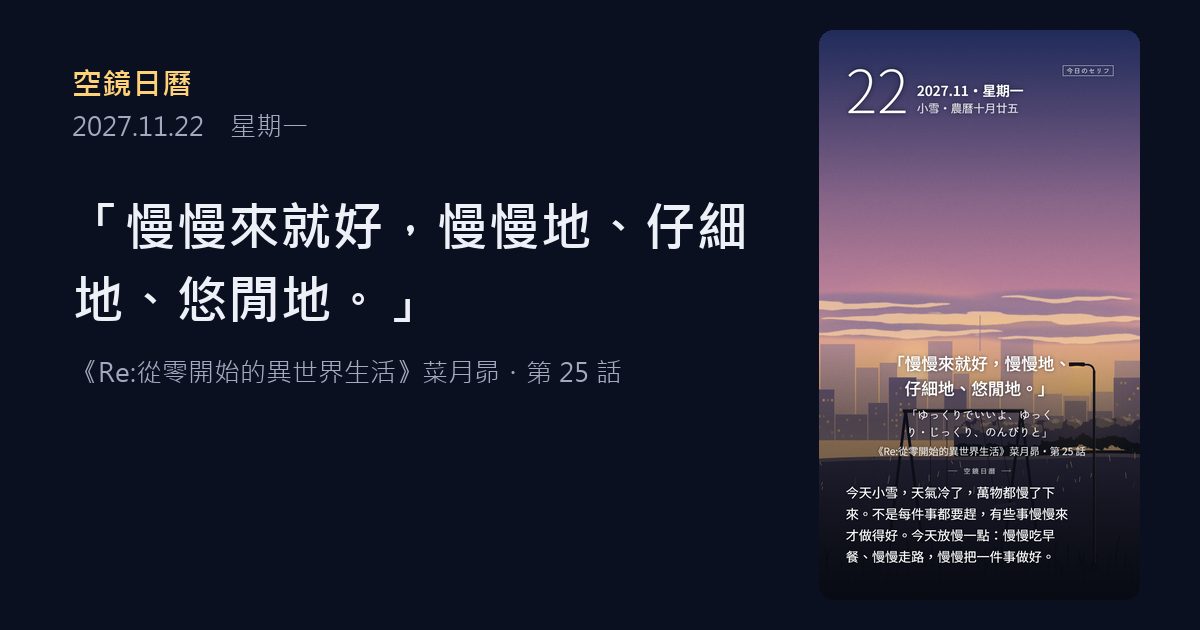 空鏡日曆
2027.11.22 星期一
「慢慢來就好，慢慢地、仔細
地、悠閒地。」
《Re:從零開始的異世界生活》菜月昴・第 25 話
22
2027.11・星期一
小雪・農曆十月廿五
今日のセリフ
「慢慢來就好，慢慢地、
仔細地、悠閒地。」
「ゆっくりでいいよ、ゆっく
り・じっくり、のんびりと」
《Re:從零開始的異世界生活》菜月昴・第 25 話
— 空鏡日曆 —
今天小雪，天氣冷了，萬物都慢了下
來。不是每件事都要趕，有些事慢慢來
才做得好。今天放慢一點：慢慢吃早
餐、慢慢走路，慢慢把一件事做好。